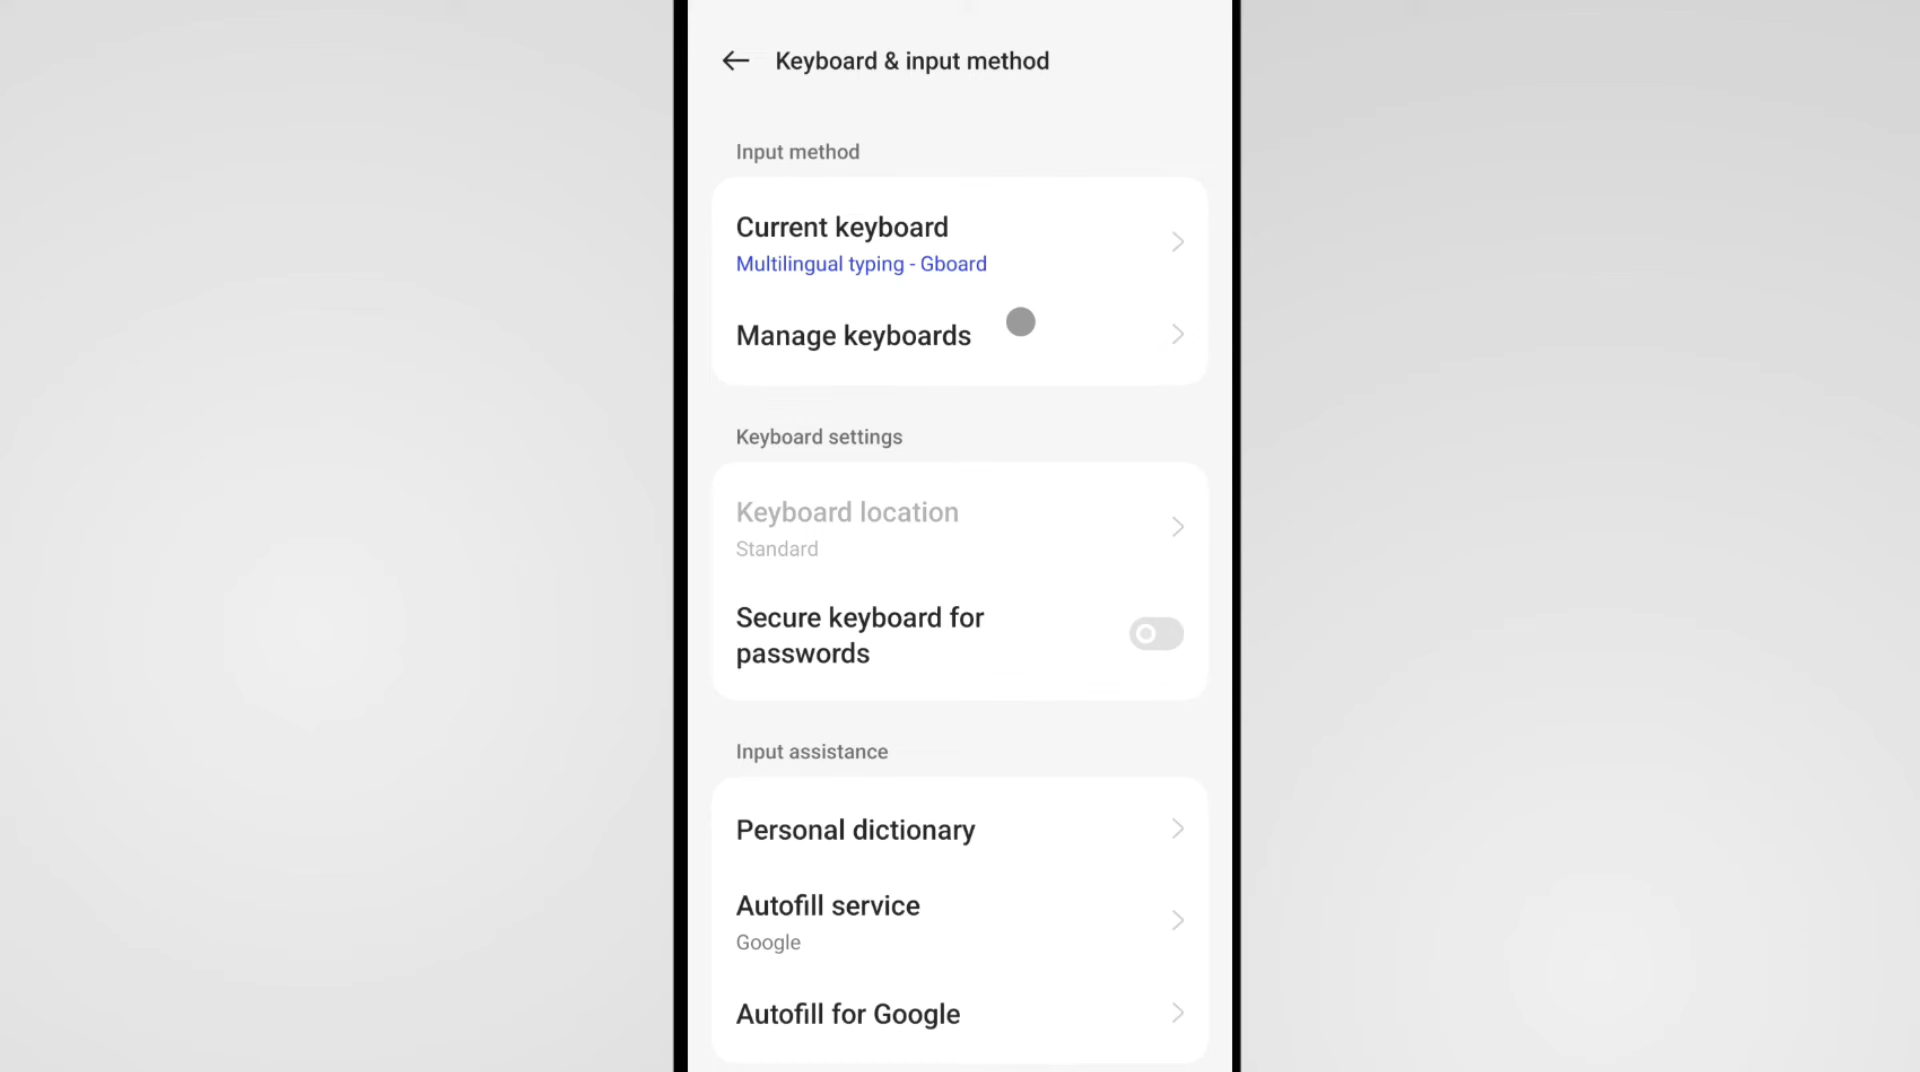 Keyboard & input method
Input method
Current keyboard
Multilingual typing - Gboard
Manage keyboards
Keyboard settings
Keyboard location
Standard
Secure keyboard for
passwords
Input assistance
Personal dictionary
Autofill service
Google
Autofill for Google